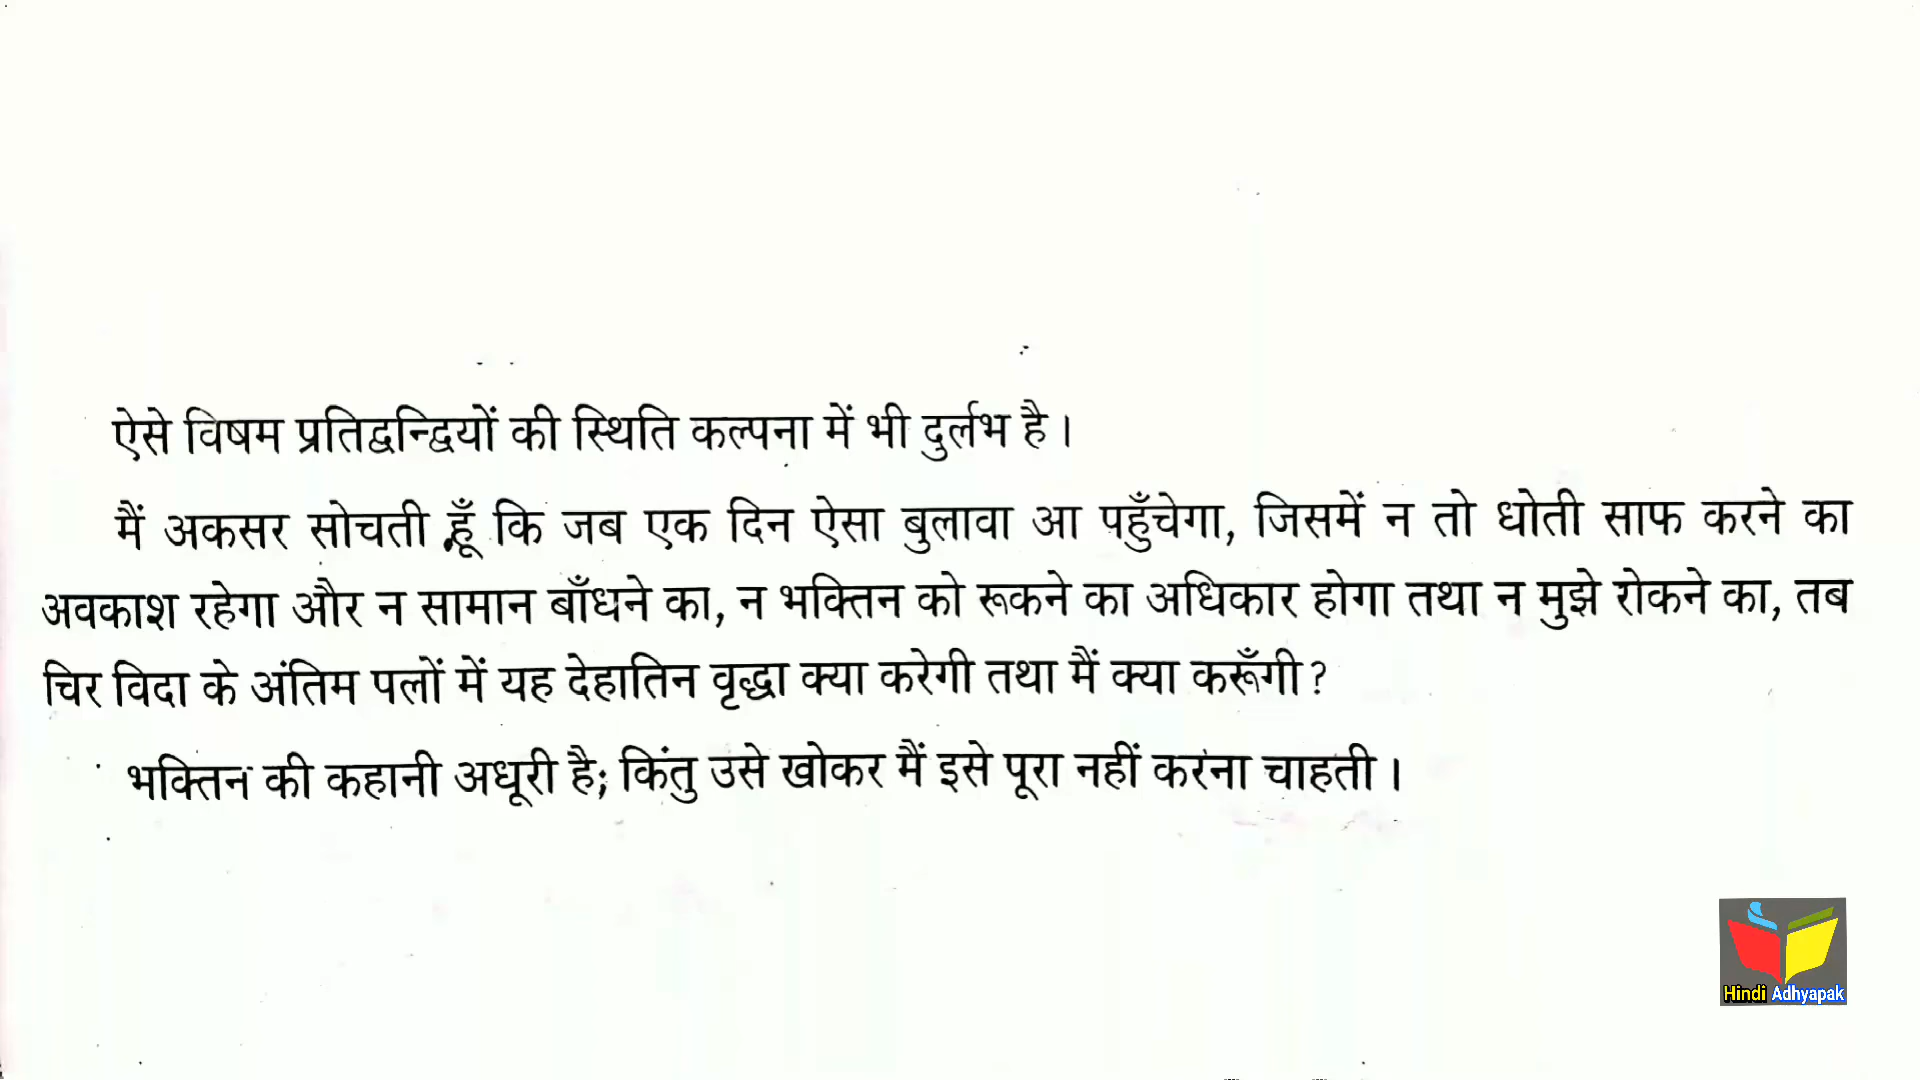 ऐसे विषम प्रतिद्वन्द्वियों की स्थिति कल्पना में भी दुर्लभ है।
मैं अकसर सोचती हूँ कि जब एक दिन ऐसा बुलावा आ पहुँचेगा, जिसमें न तो धोती साफ करने का
अवकाश रहेगा और न सामान बाँधने का, न भक्तिन को रूकने का अधिकार होगा तथा न मुझे रोकने का, तब
चिर विदा के अंतिम पलों में यह देहातिन वृद्धा क्या करेगी तथा मैं क्या करूँगी?
भक्तिन की कहानी अधूरी है; किंतु उसे खोकर मैं इसे पूरा नहीं करना चाहती।
Hindi Adhyapak